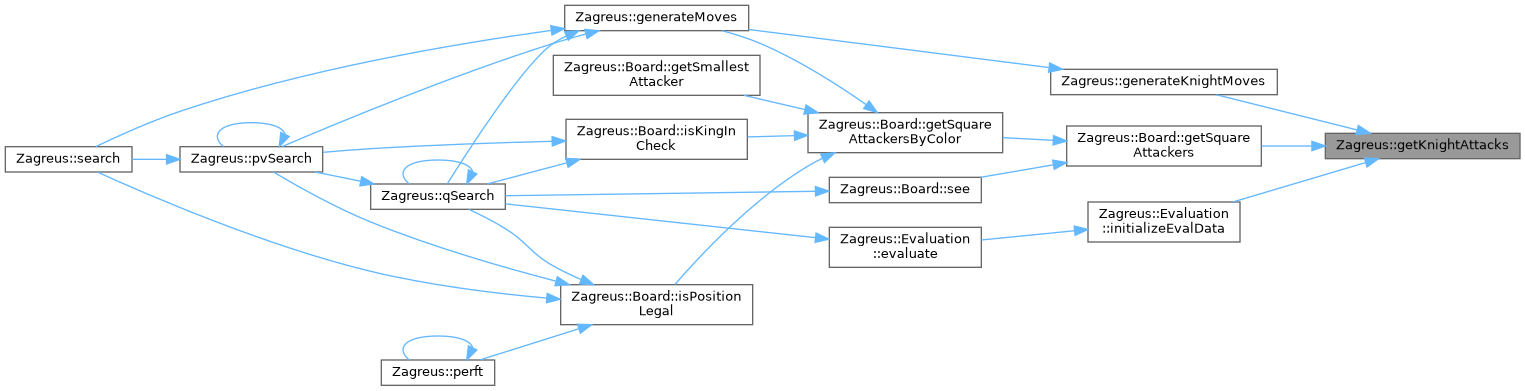 Zagreus::generateMoves
Zagreus::Board::getSmallest
Attacker
Zagreus::generateKnightMoves
Zagreus::Board::getSquare
AttackersByColor
Zagreus::Board::isKingIn
Check
Zagreus::Board::getSquare
Attackers
Zagreus::getKnightAttacks
Zagreus::search
Zagreus::pvSearch
Zagreus::qSearch
Zagreus::Board::see
Zagreus::Evaluation
::initializeEvalData
Zagreus::Evaluation
::evaluate
Zagreus::Board::isPosition
Legal
Zagreus::perft